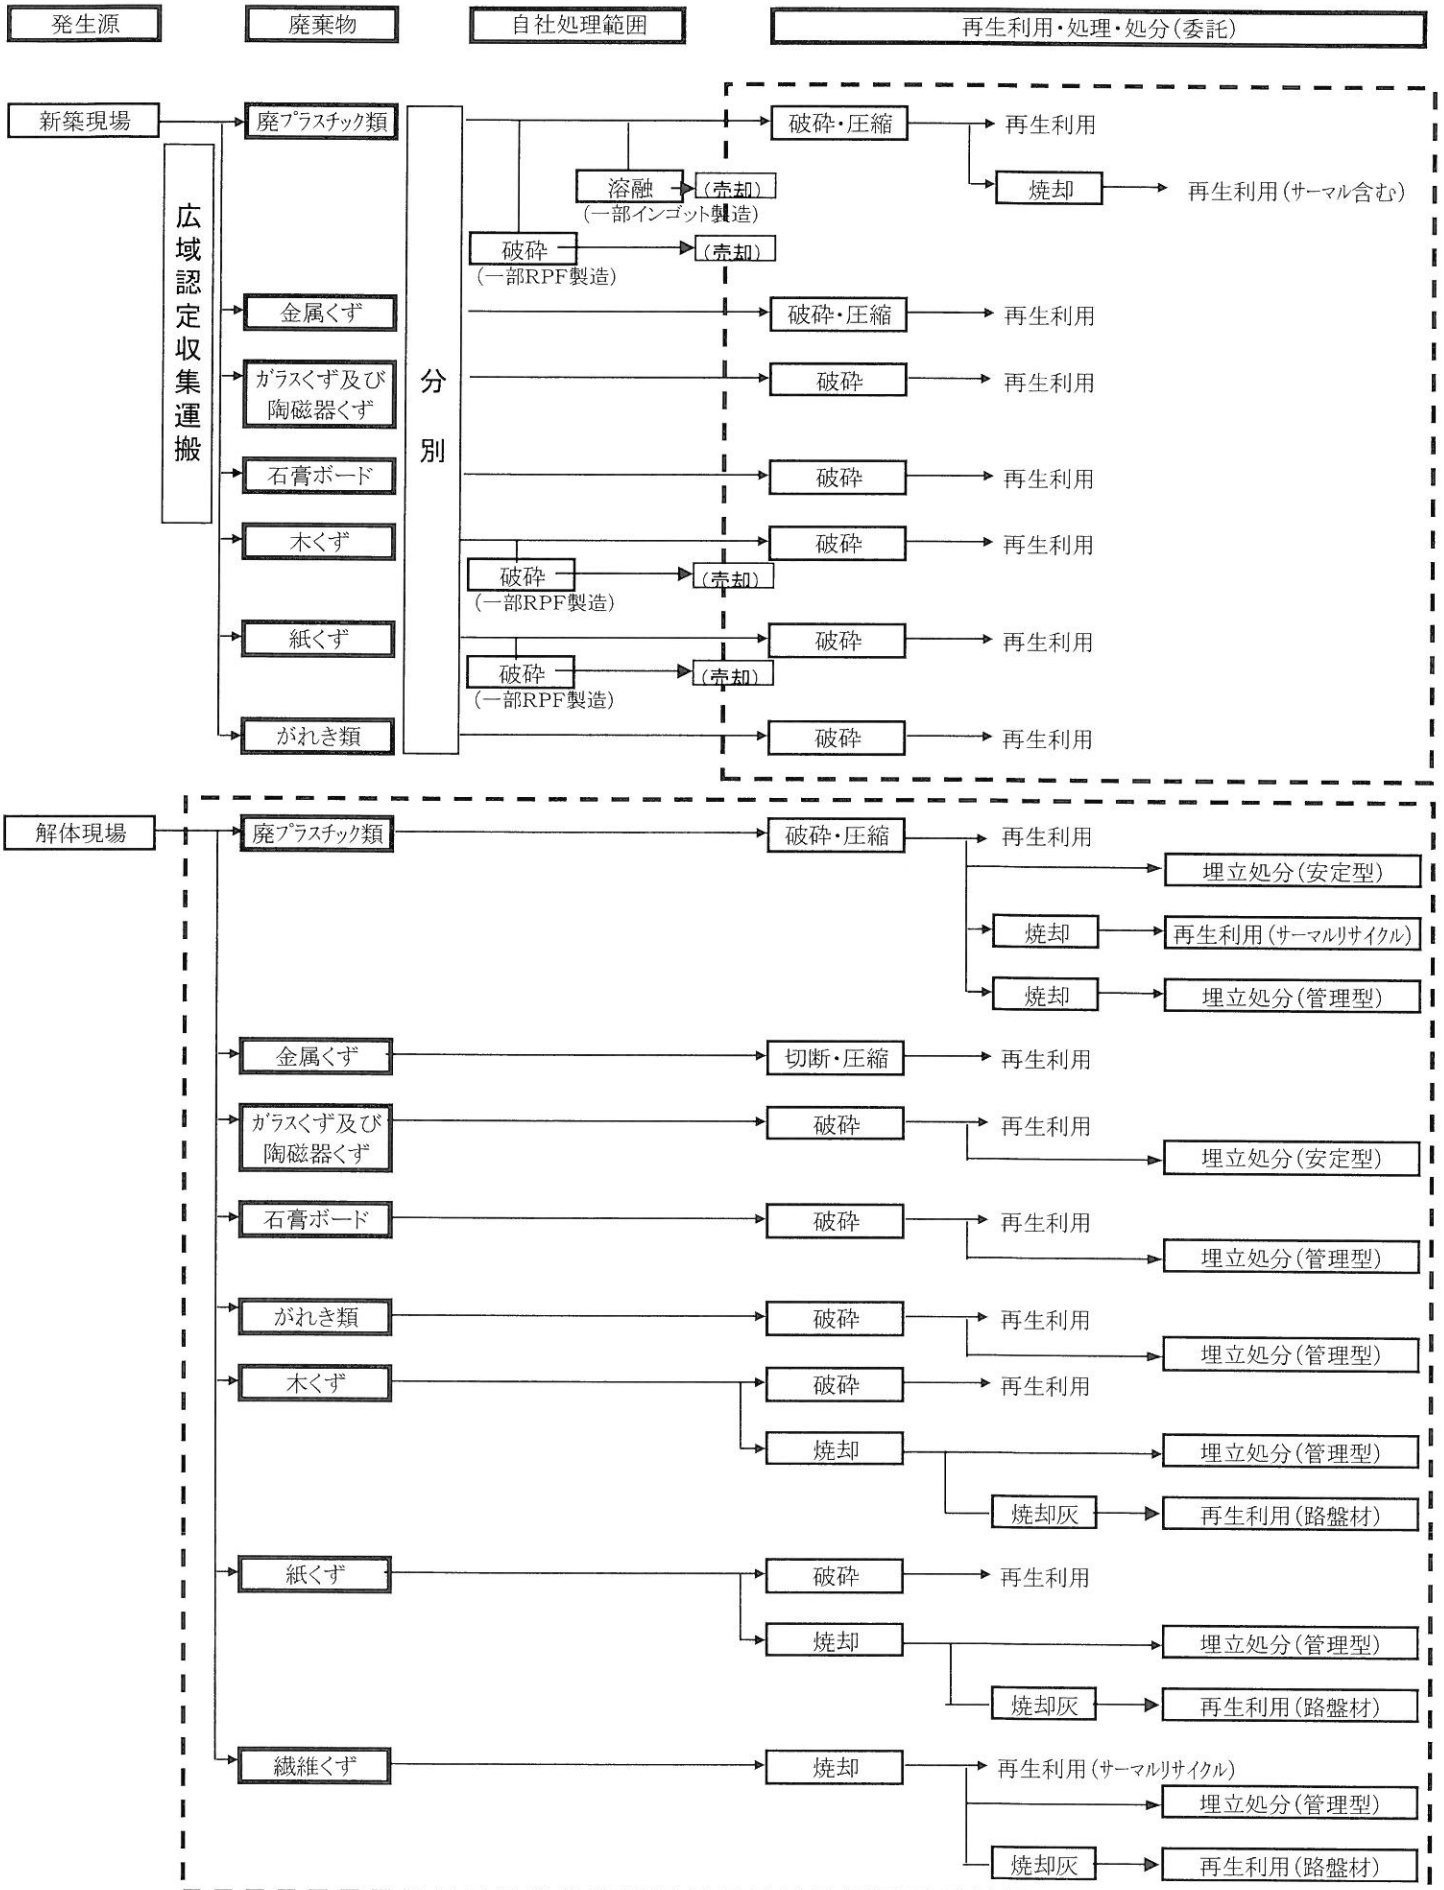 発生源
廃棄物
自社処理範囲
再生利用・処理・処分(委託)
新築現場
広域認定収集運搬
廃プラスチック類
分別
破砕・圧縮
再生利用
焼却
再生利用(サーマル含む)
溶融
(売却)
(一部インゴット製造)
破砕
(売却)
(一部RPF製造)
金属くず
破砕・圧縮
再生利用
ガラスくず及び
陶磁器くず
破砕
再生利用
石膏ボード
破砕
再生利用
木くず
破砕
再生利用
破砕
(売却)
(一部RPF製造)
紙くず
破砕
再生利用
破砕
(売却)
(一部RPF製造)
がれき類
破砕
再生利用
解体現場
廃プラスチック類
破砕・圧縮
再生利用
埋立処分(安定型)
焼却
再生利用(サーマルリサイクル)
焼却
埋立処分(管理型)
金属くず
切断・圧縮
再生利用
ガラスくず及び
陶磁器くず
破砕
再生利用
埋立処分(安定型)
石膏ボード
破砕
再生利用
埋立処分(管理型)
がれき類
破砕
再生利用
埋立処分(管理型)
木くず
破砕
再生利用
焼却
埋立処分(管理型)
焼却灰
再生利用(路盤材)
紙くず
破砕
再生利用
焼却
埋立処分(管理型)
焼却灰
再生利用(路盤材)
繊維くず
焼却
再生利用(サーマルリサイクル)
埋立処分(管理型)
焼却灰
再生利用(路盤材)